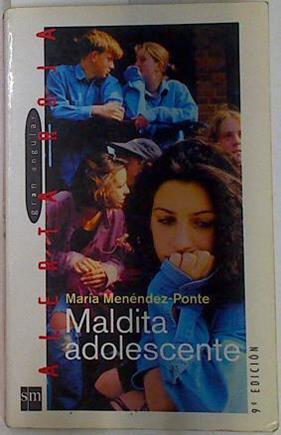 gran angular
ALERTA ROJA
María Menéndez-Ponte
Maldita
adolescente
9ª EDICIÓN
sm